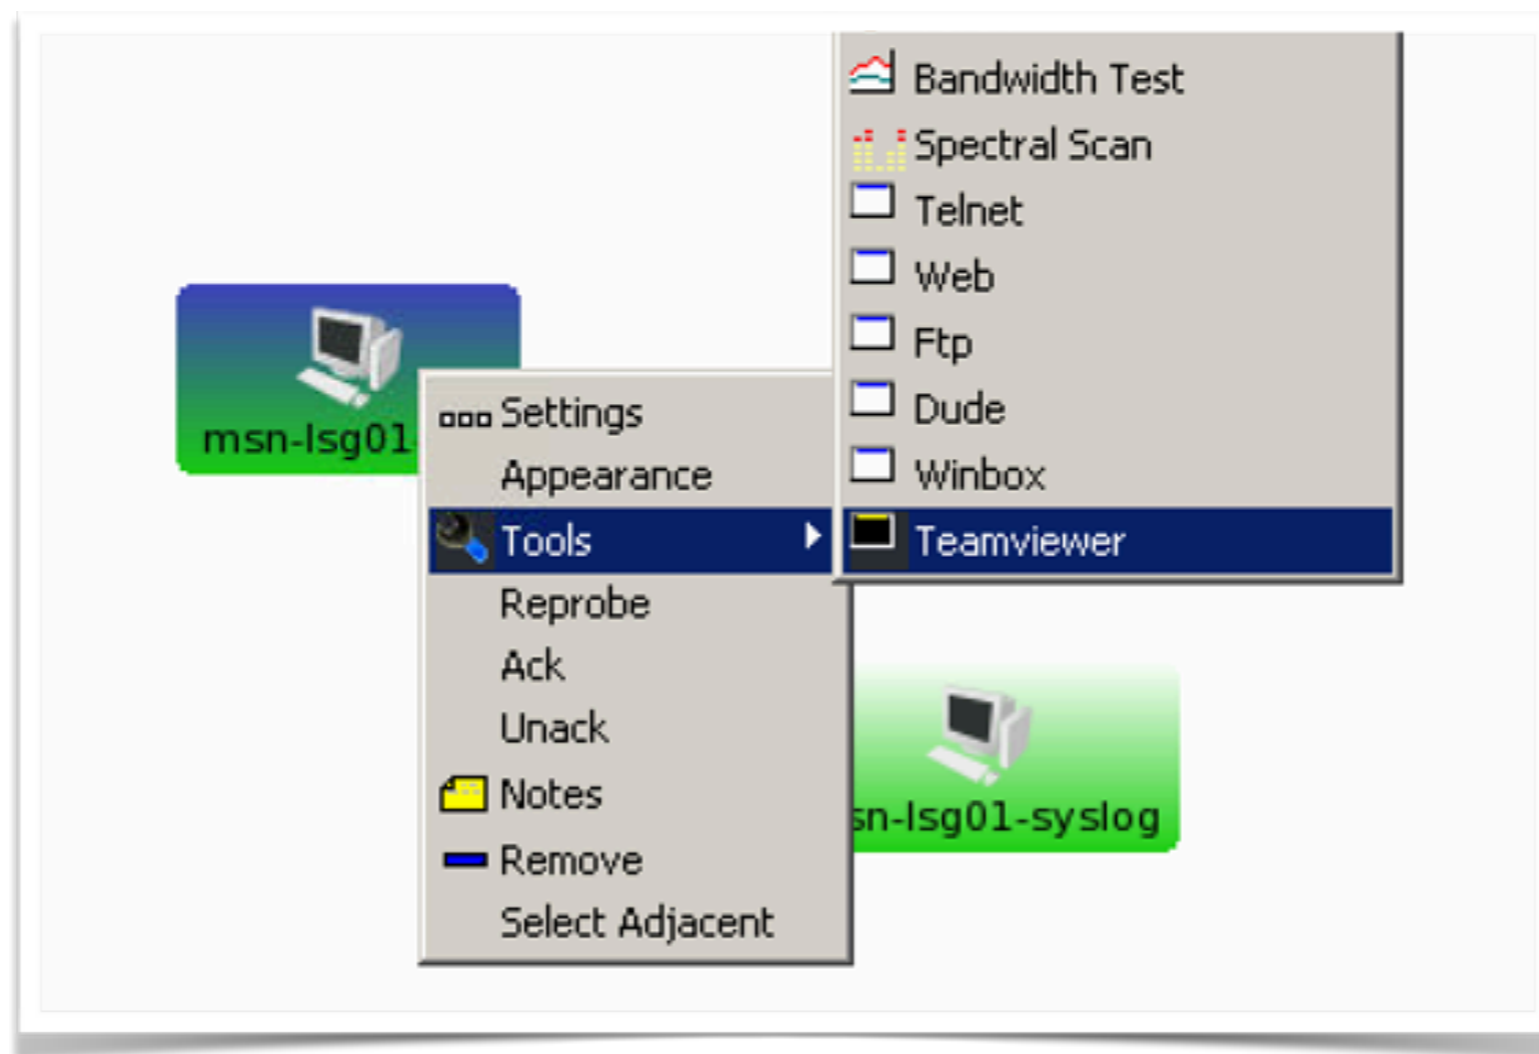 Bandwidth Test
Spectral Scan
Telnet
Web
Ftp
Dude
Winbox
Teamviewer
msn-lsg01
Settings
Appearance
Tools
Reprobe
Ack
Unack
Notes
Remove
Select Adjacent
sn-lsg01-syslog